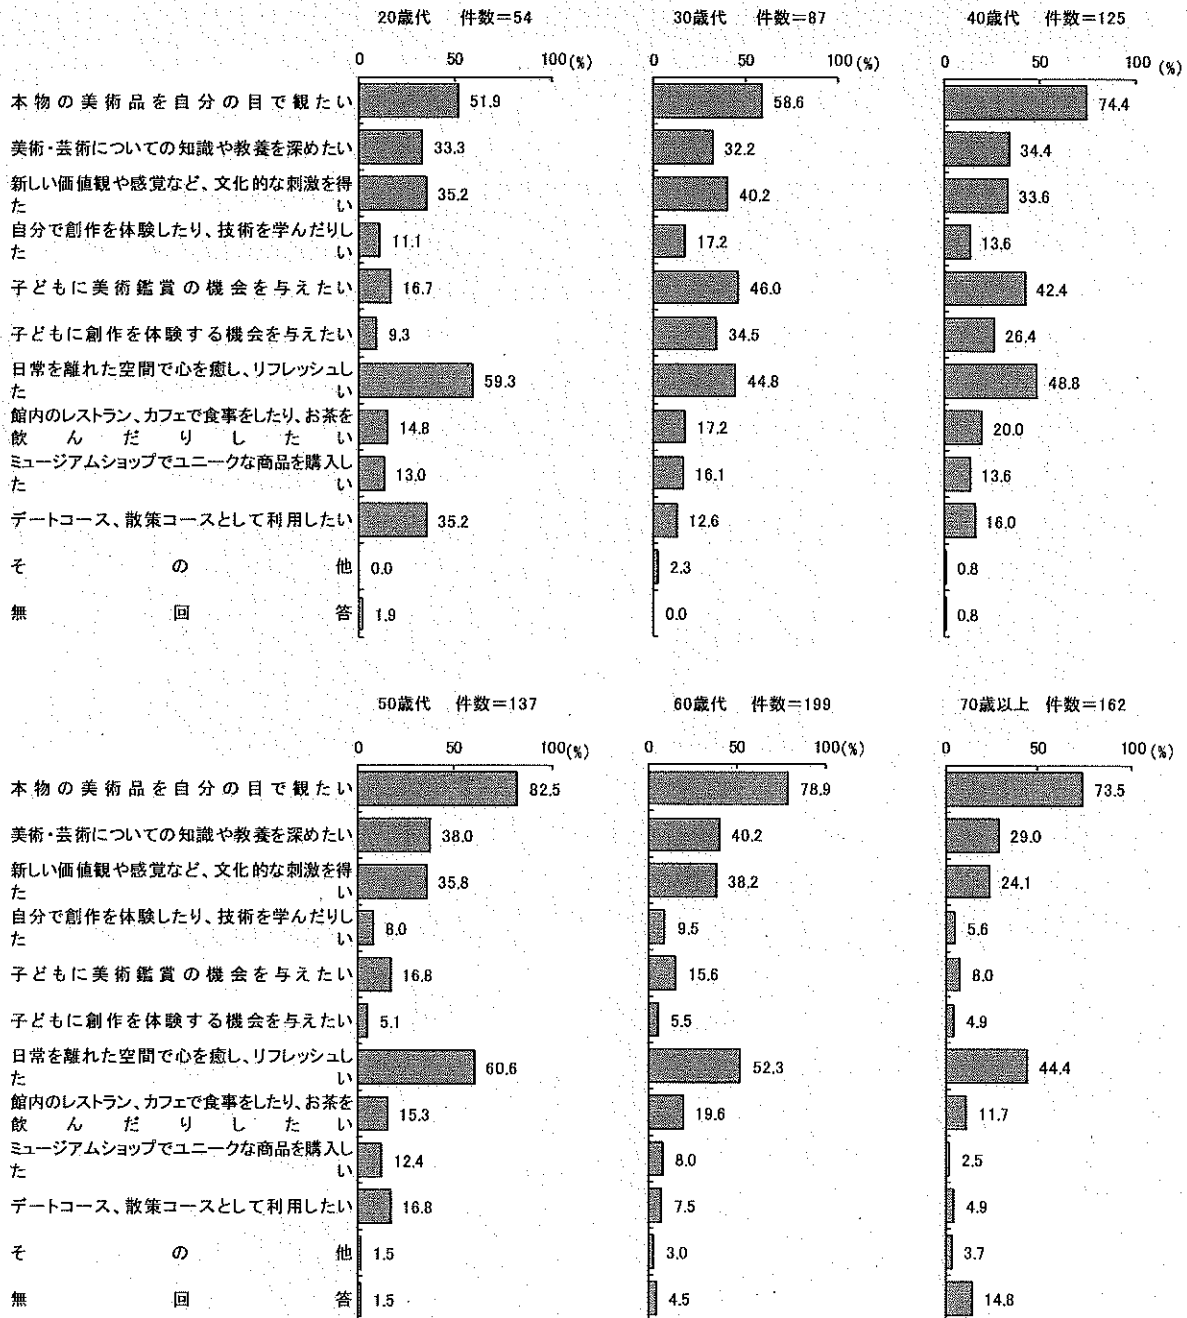 20歳代 件数=54 30歳代 件数=87 40歳代 件数=125
0 50 100(%) 0 50 100(%) 0 50 100 (%)
本物の美術品を自分の目で観たい 51.9 58.6 74.4
美術・芸術についての知識や教養を深めたい 33.3 32.2 34.4
新しい価値観や感覚など、文化的な刺激を得
たい 35.2 40.2 33.6
自分で創作を体験したり、技術を学んだりし
たい 11.1 17.2 13.6
子どもに美術鑑賞の機会を与えたい 16.7 46.0 42.4
子どもに創作を体験する機会を与えたい 9.3 34.5 26.4
日常を離れた空間で心を癒し、リフレッシュし
たい 59.3 44.8 48.8
館内のレストラン、カフェで食事をしたり、お茶を
飲んだりしたい 14.8 17.2 20.0
ミュージアムショップでユニークな商品を購入し
たい 13.0 16.1 13.6
デートコース、散策コースとして利用したい 35.2 12.6 16.0
その他 0.0 2.3 0.8
無回答 1.9 0.0 0.8
50歳代 件数=137 60歳代 件数=199 70歳以上 件数=162
0 50 100(%) 0 50 100(%) 0 50 100(%)
本物の美術品を自分の目で観たい 82.5 78.9 73.5
美術・芸術についての知識や教養を深めたい 38.0 40.2 29.0
新しい価値観や感覚など、文化的な刺激を得
たい 35.8 38.2 24.1
自分で創作を体験したり、技術を学んだりし
たい 8.0 9.5 5.6
子どもに美術鑑賞の機会を与えたい 16.8 15.6 8.0
子どもに創作を体験する機会を与えたい 5.1 5.5 4.9
日常を離れた空間で心を癒し、リフレッシュし
たい 60.6 52.3 44.4
館内のレストラン、カフェで食事をしたり、お茶を
飲んだりしたい 15.3 19.6 11.7
ミュージアムショップでユニークな商品を購入し
たい 12.4 8.0 2.5
デートコース、散策コースとして利用したい 16.8 7.5 4.9
その他 1.5 3.0 3.7
無回答 1.5 4.5 14.8